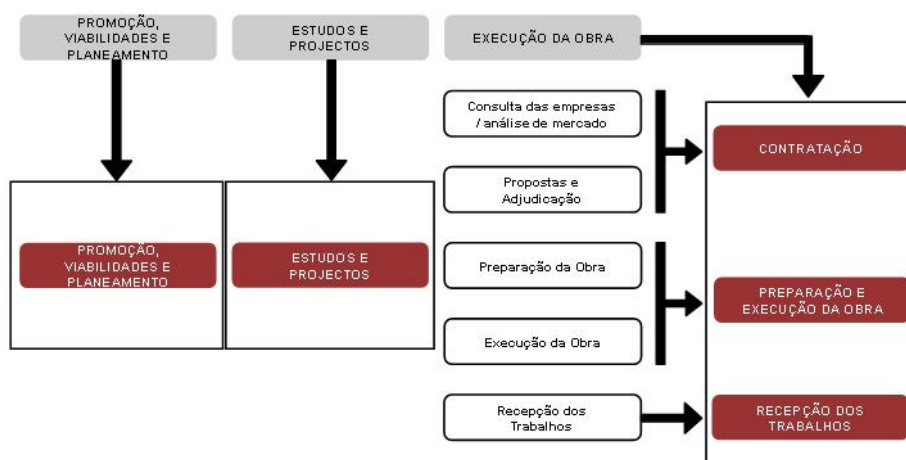 PROMOÇÃO,
VIABILIDADES E
PLANEAMENTO
ESTUDOS E
PROJECTOS
EXECUÇÃO DA OBRA
Consulta das empresas
/ análise de mercado
Propostas e
Adjudicação
CONTRATAÇÃO
PROMOÇÃO,
VIABILIDADES E
PLANEAMENTO
ESTUDOS E
PROJECTOS
Preparação da Obra
Execução da Obra
PREPARAÇÃO E
EXECUÇÃO DA OBRA
Recepção dos
Trabalhos
RECEPÇÃO DOS
TRABALHOS